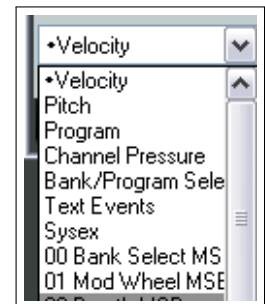 •Velocity
•Velocity
Pitch
Program
Channel Pressure
Bank/Program Sele
Text Events
Sysex
00 Bank Select MS
01 Mod Wheel MSE